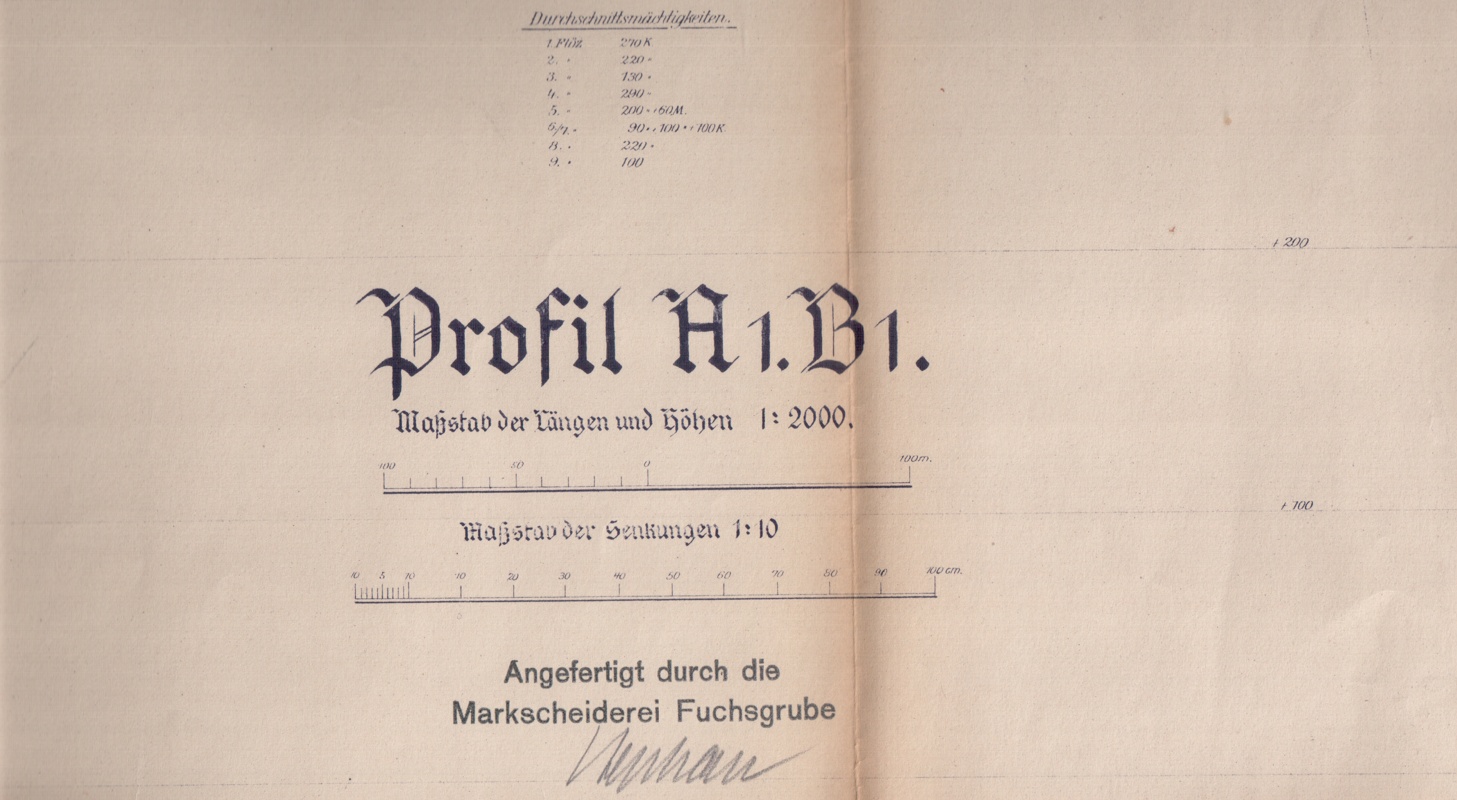 Durchschnittsmächtigkeiten.
1. Flöz 270 K.
2. " 220 "
3. " 130 "
4. " 290 "
5. " 200 " + 60 M.
6/7. " 90 " + 100 " + 100 K.
8. " 220 "
9. " 100
+ 200
Profil A1.B1.
Maßstab der Längen und Höhen 1:2000.
100 50 0 100m.
+ 100
Maßstab der Senkungen 1:10
10 5 10 10 20 30 40 50 60 70 80 90 100 cm.
Angefertigt durch die
Markscheiderei Fuchsgrube